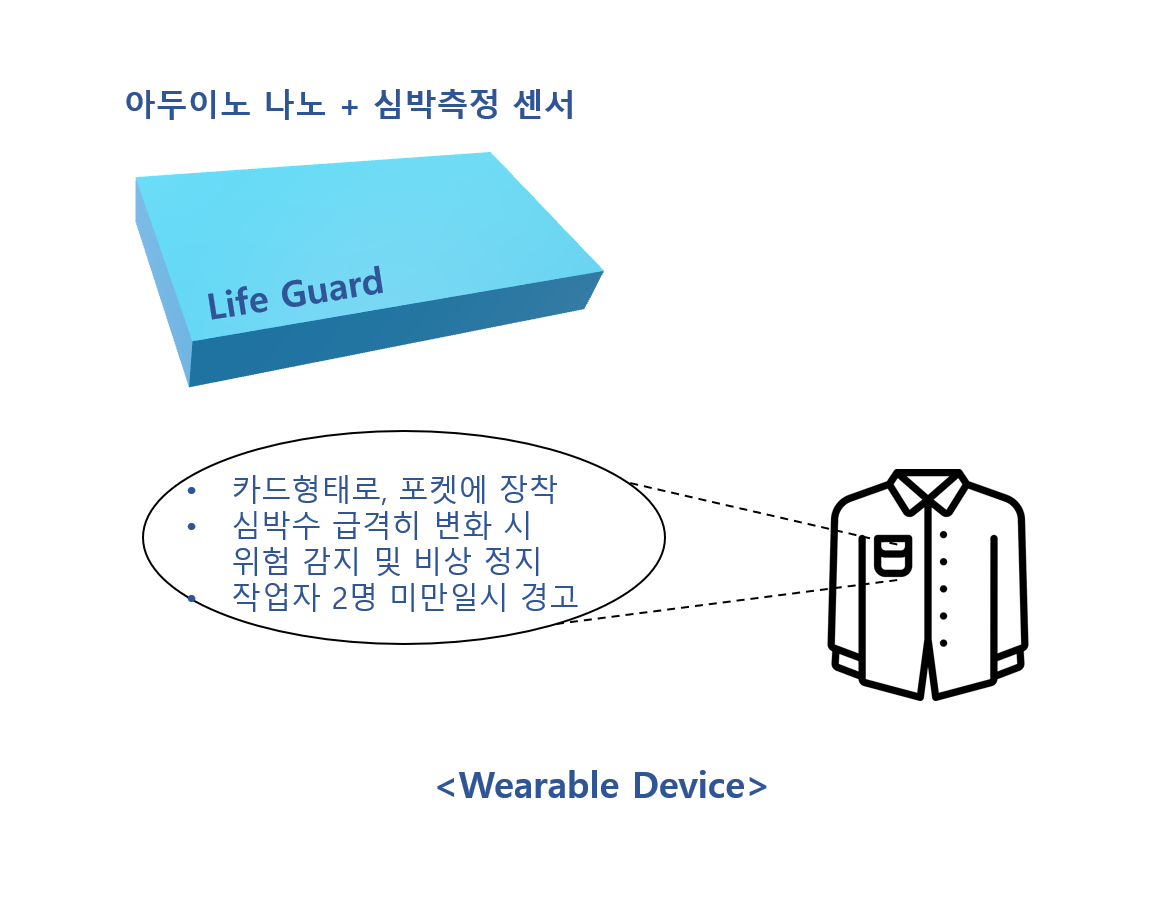 아두이노 나노 + 심박측정 센서
Life Guard
• 카드형태로, 포켓에 장착
• 심박수 급격히 변화 시
위험 감지 및 비상 정지
• 작업자 2명 미만일시 경고
<Wearable Device>